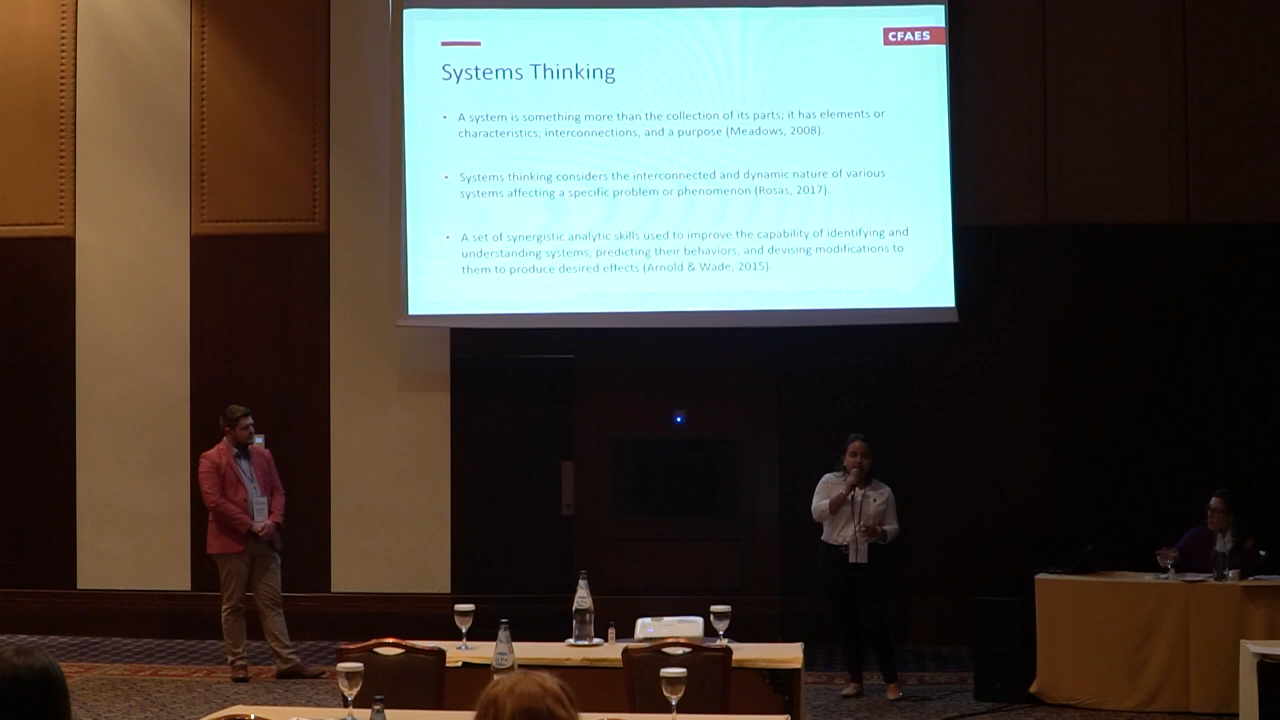 CFAES
Systems Thinking
• A system is something more than the collection of its parts; it has elements or
characteristics, interconnections, and a purpose (Meadows, 2008).
• Systems thinking considers the interconnected and dynamic nature of various
systems affecting a specific problem or phenomenon (Rosas, 2017).
• A set of synergistic analytic skills used to improve the capability of identifying and
understanding systems, predicting their behaviors, and devising modifications to
them to produce desired effects (Arnold & Wade, 2015).